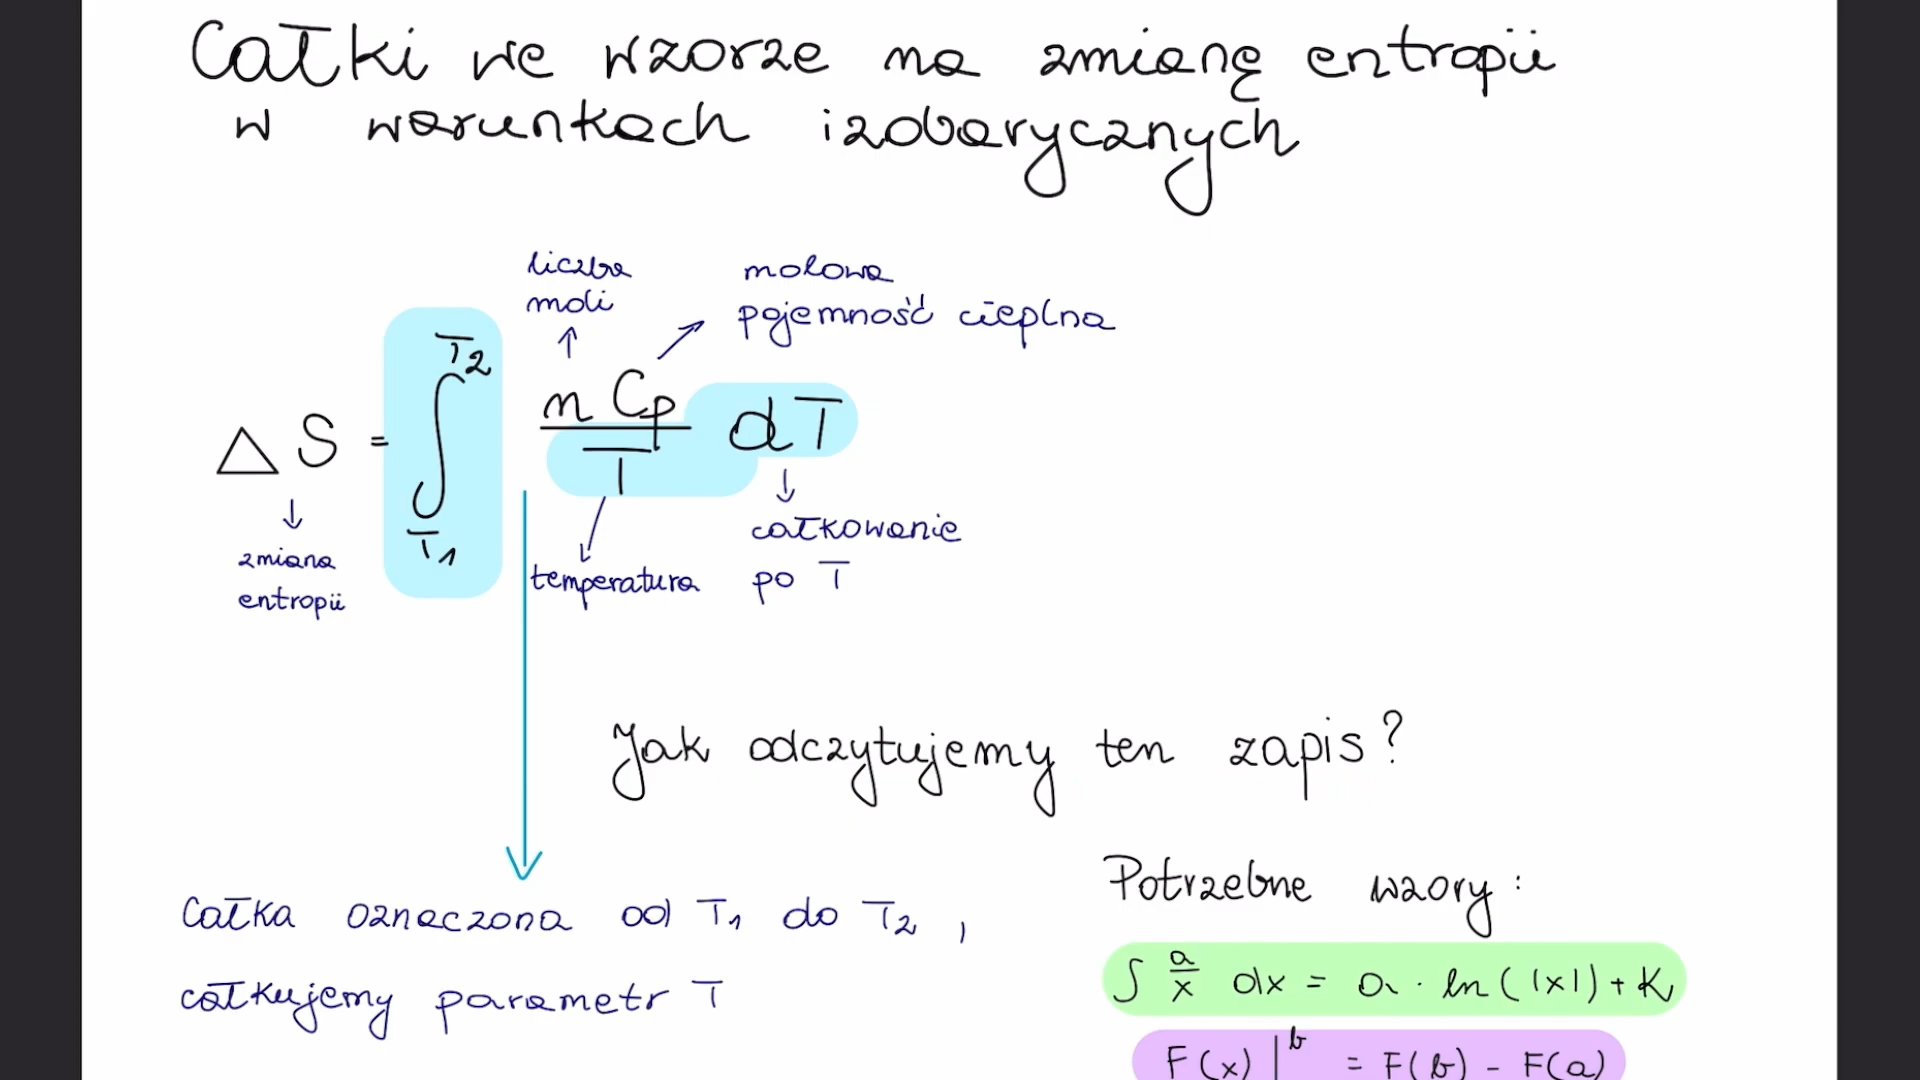 Całki we wzorze na zmianę entropii
w warunkach izobarycznych
liczba
moli
molowa
pojemność cieplna
ΔS = ∫ T₂ T₁ n Cp / T dT
zmiana
entropii
temperatura
całkowanie
po T
Jak odczytujemy ten zapis?
Całka oznaczona od T₁ do T₂,
całkujemy parametr T
Potrzebne wzory:
∫ a/x dx = a · ln(|x|) + K
F(x) |ᵇ = F(b) - F(a)